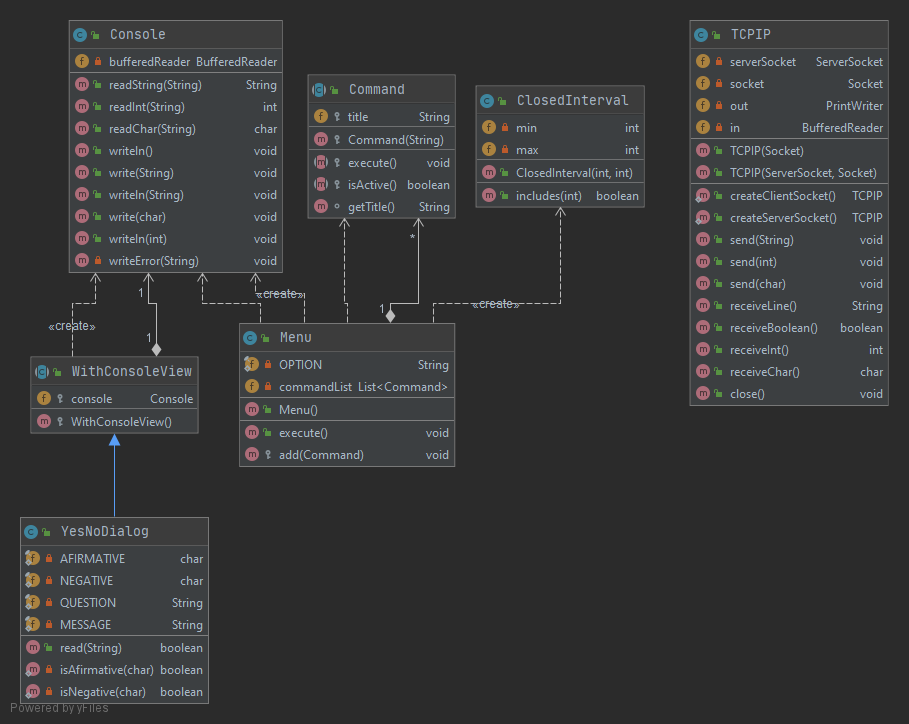 Console
bufferedReader BufferedReader
readString(String) String
readInt(String) int
readChar(String) char
writeln() void
write(String) void
writeln(String) void
write(char) void
writeln(int) void
writeError(String) void
Command
title String
Command(String)
execute() void
isActive() boolean
getTitle() String
ClosedInterval
min int
max int
ClosedInterval(int, int)
includes(int) boolean
TCPIP
serverSocket ServerSocket
socket Socket
out PrintWriter
in BufferedReader
TCPIP(Socket)
TCPIP(ServerSocket, Socket)
createClientSocket() TCPIP
createServerSocket() TCPIP
send(String) void
send(int) void
send(char) void
receiveLine() String
receiveBoolean() boolean
receiveInt() int
receiveChar() char
close() void
*
1
«create»
«create»
1
«create»
1
WithConsoleView
console Console
WithConsoleView()
Menu
OPTION String
commandList List<Command>
Menu()
execute() void
add(Command) void
YesNoDialog
AFIRMATIVE char
NEGATIVE char
QUESTION String
MESSAGE String
read(String) boolean
isAfirmative(char) boolean
isNegative(char) boolean
Powered by yFiles